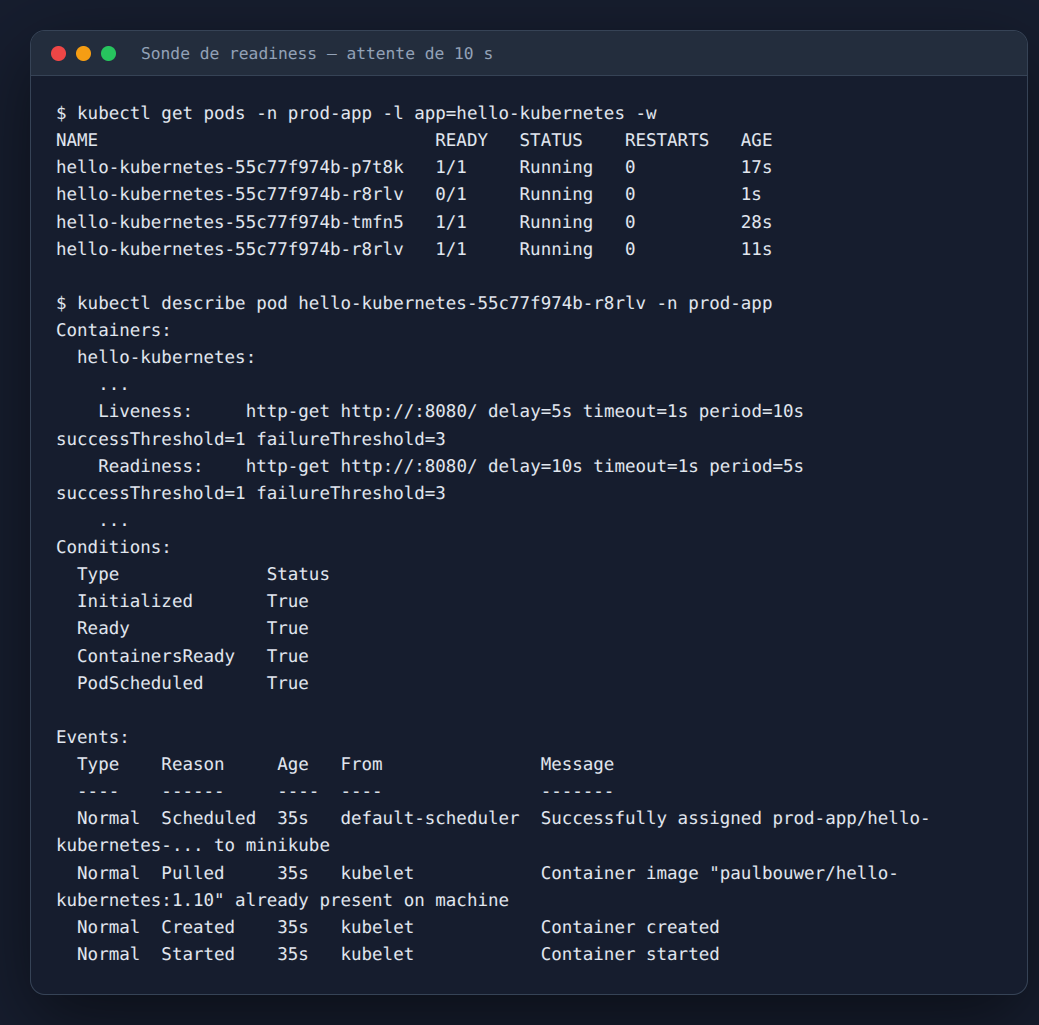 Sonde de readiness — attente de 10 s
$ kubectl get pods -n prod-app -l app=hello-kubernetes -w
NAME                                READY   STATUS    RESTARTS   AGE
hello-kubernetes-55c77f974b-p7t8k   1/1     Running   0          17s
hello-kubernetes-55c77f974b-r8rlv   0/1     Running   0          1s
hello-kubernetes-55c77f974b-tmfn5   1/1     Running   0          28s
hello-kubernetes-55c77f974b-r8rlv   1/1     Running   0          11s
$ kubectl describe pod hello-kubernetes-55c77f974b-r8rlv -n prod-app
Containers:
  hello-kubernetes:
    ...
    Liveness:     http-get http://:8080/ delay=5s timeout=1s period=10s
successThreshold=1 failureThreshold=3
    Readiness:    http-get http://:8080/ delay=10s timeout=1s period=5s
successThreshold=1 failureThreshold=3
    ...
Conditions:
  Type              Status
  Initialized       True
  Ready             True
  ContainersReady   True
  PodScheduled      True
Events:
  Type    Reason     Age   From               Message
  ----    ------     ----  ----               -------
  Normal  Scheduled  35s   default-scheduler  Successfully assigned prod-app/hello-
kubernetes-... to minikube
  Normal  Pulled     35s   kubelet            Container image "paulbouwer/hello-
kubernetes:1.10" already present on machine
  Normal  Created    35s   kubelet            Container created
  Normal  Started    35s   kubelet            Container started